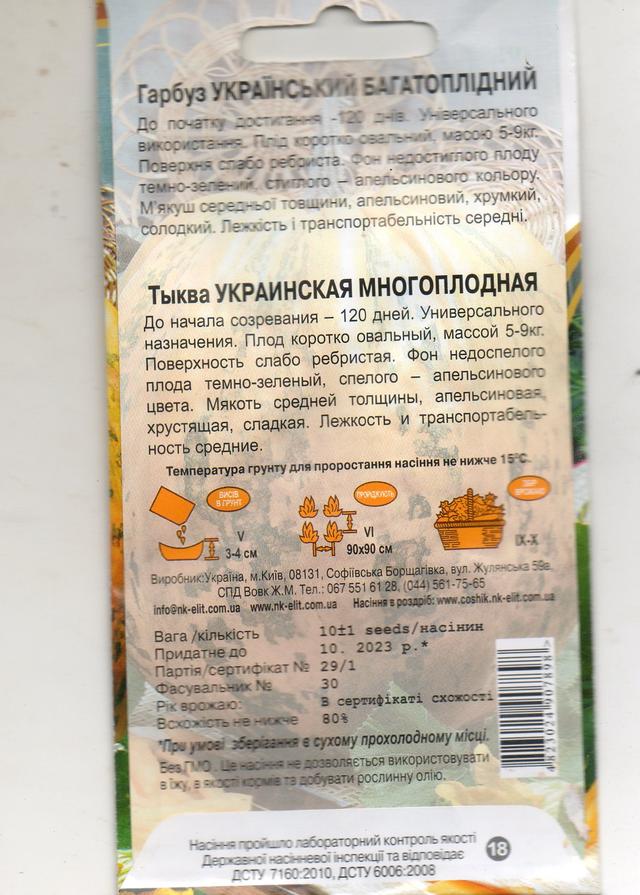 Гарбуз УКРАЇНСЬКИЙ БАГАТОПЛІДНИЙ
До початку достигання -120 днів. Універсального
використання. Плід коротко овальний, масою 5-9кг.
Поверхня слабо ребриста. Фон недостиглого плоду
темно-зелений, стиглого – апельсинового кольору.
М'якуш середньої товщини, апельсиновий, хрумкий,
солодкий. Лежкість і транспортабельність середні.
Тыква УКРАИНСКАЯ МНОГОПЛОДНАЯ
До начала созревания – 120 дней. Универсального
назначения. Плод коротко овальный, массой 5-9кг.
Поверхность слабо ребристая. Фон недоспелого
плода темно-зеленый, спелого – апельсинового
цвета. Мякоть средней толщины, апельсиновая,
хрустящая, сладкая. Лежкость и транспортабель-
ность средние.
Температура грунту для проростання насіння не нижче 15°С.
ВИСІВ
В ҐРУНТ
ПРОРІДЖУЮТЬ
ЗБІР
ВРОЖАЮ
V
3-4 см
VI
90х90 см
IX-X
Виробник:Україна, м.Київ, 08131, Софіївська Борщагівка, вул. Жулянська 59а,
СПД Вовк Ж.М. Тел.: 067 551 61 28, (044) 561-75-65
info@nk-elit.com.ua www.nk-elit.com.ua Насіння в роздріб: www.coshik.nk-elit.com.ua
Вага /кількість 10±1 seeds/насінин
Придатне до 10. 2023 р.*
Партія/сертифікат № 29/1
Фасувальник № 30
Рік врожаю: В сертифікаті схожості
Всхожість не нижче 80%
*При умові зберігання в сухому прохолодному місці.
Без ГМО. Це насіння не дозволяється використовувати
в їжу, в якості кормів та добувати рослинну олію.
4823024907898
Насіння пройшло лабораторний контроль якості
Державної насінневої інспекції та відповідає
ДСТУ 7160:2010, ДСТУ 6006:2008
18